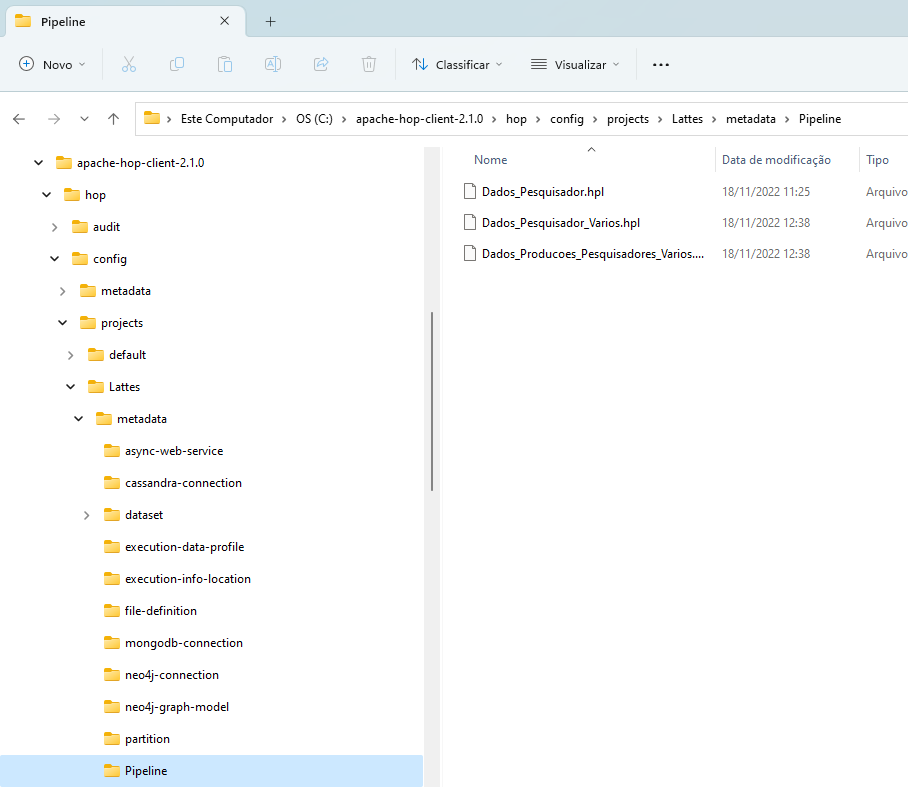 Pipeline
Novo
Classificar
Visualizar
Este Computador > OS (C:) > apache-hop-client-2.1.0 > hop > config > projects > Lattes > metadata > Pipeline
apache-hop-client-2.1.0
hop
audit
config
metadata
projects
default
Lattes
metadata
async-web-service
cassandra-connection
dataset
execution-data-profile
execution-info-location
file-definition
mongodb-connection
neo4j-connection
neo4j-graph-model
partition
Pipeline
Nome Data de modificação Tipo
Dados_Pesquisador.hpl 18/11/2022 11:25 Arquivo
Dados_Pesquisador_Varios.hpl 18/11/2022 12:38 Arquivo
Dados_Producoes_Pesquisadores_Varios.... 18/11/2022 12:38 Arquivo